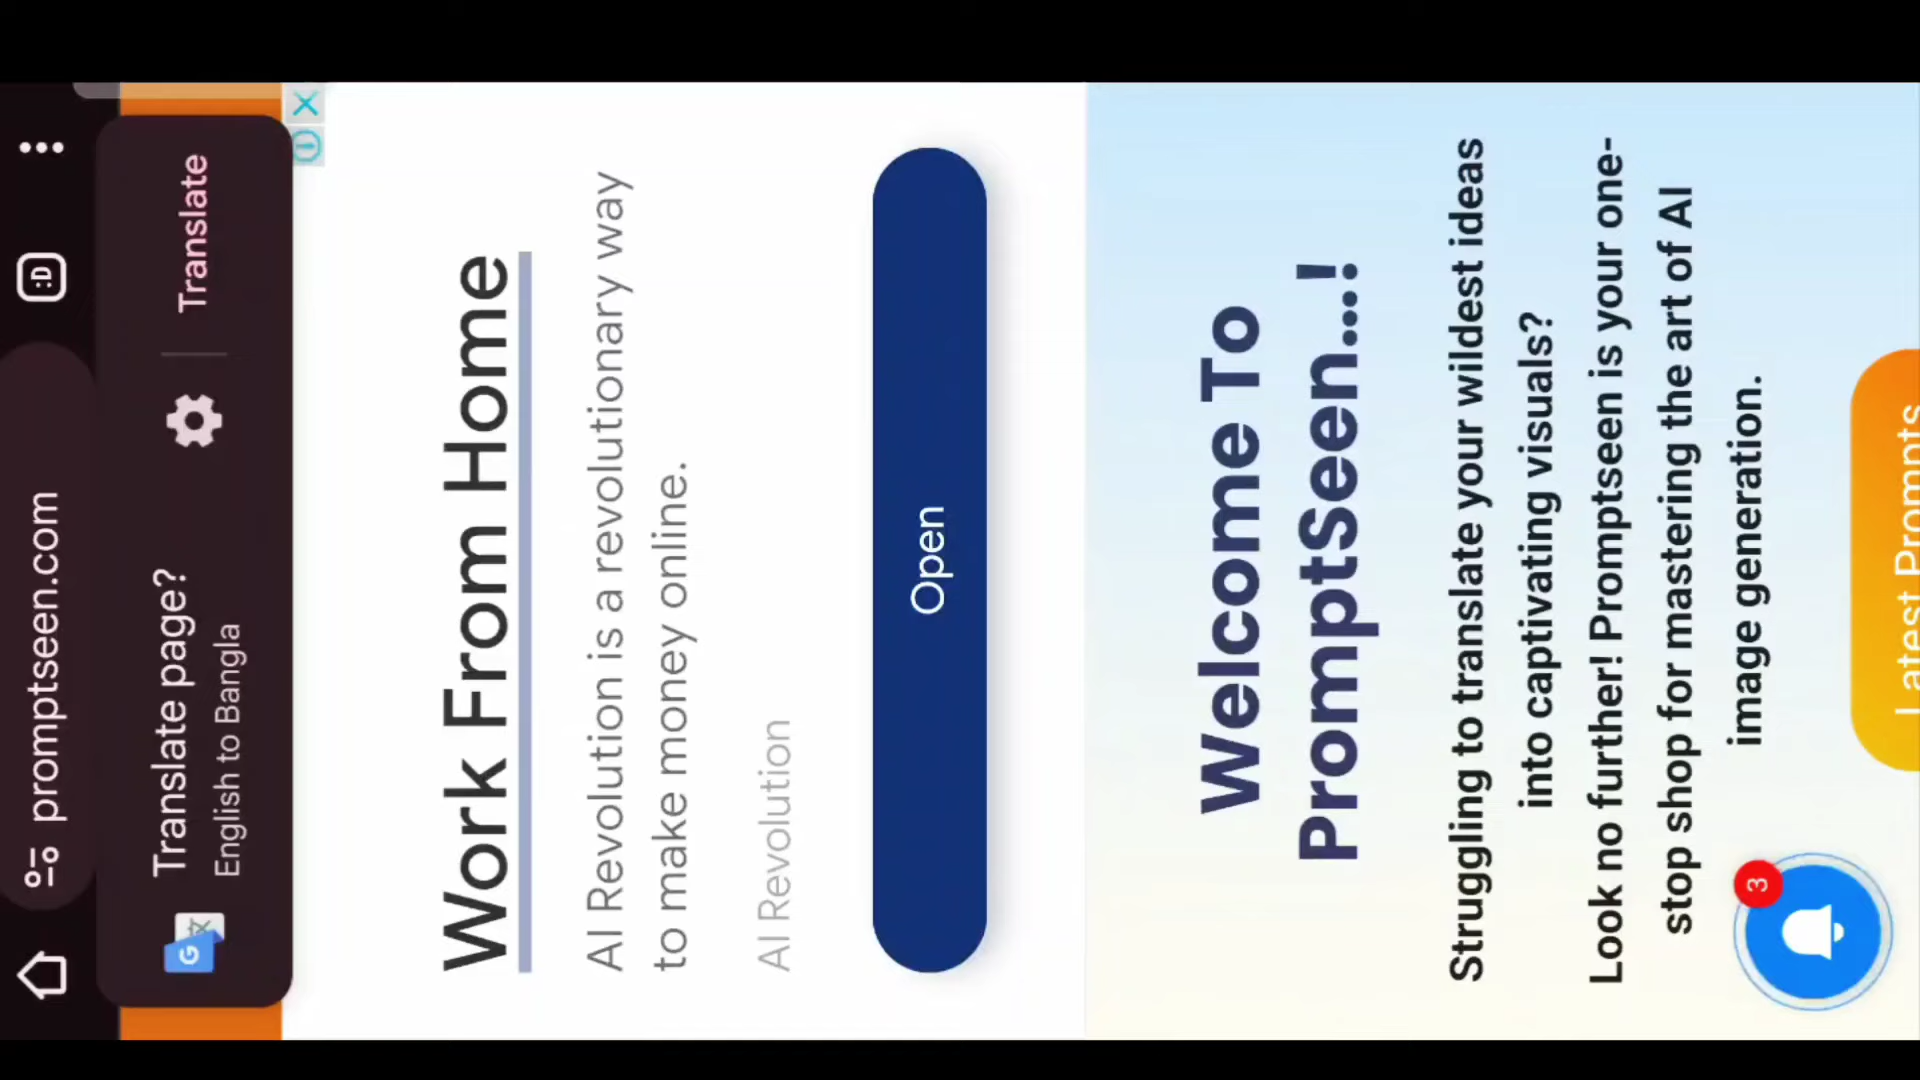 :D
promptseen.com
Translate page?
English to Bangla
Translate
Work From Home
AI Revolution is a revolutionary way
to make money online.
AI Revolution
Open
Welcome To
PromptSeen...!
Struggling to translate your wildest ideas
into captivating visuals?
Look no further! Promptseen is your one-
stop shop for mastering the art of AI
image generation.
3
Latest Prompts